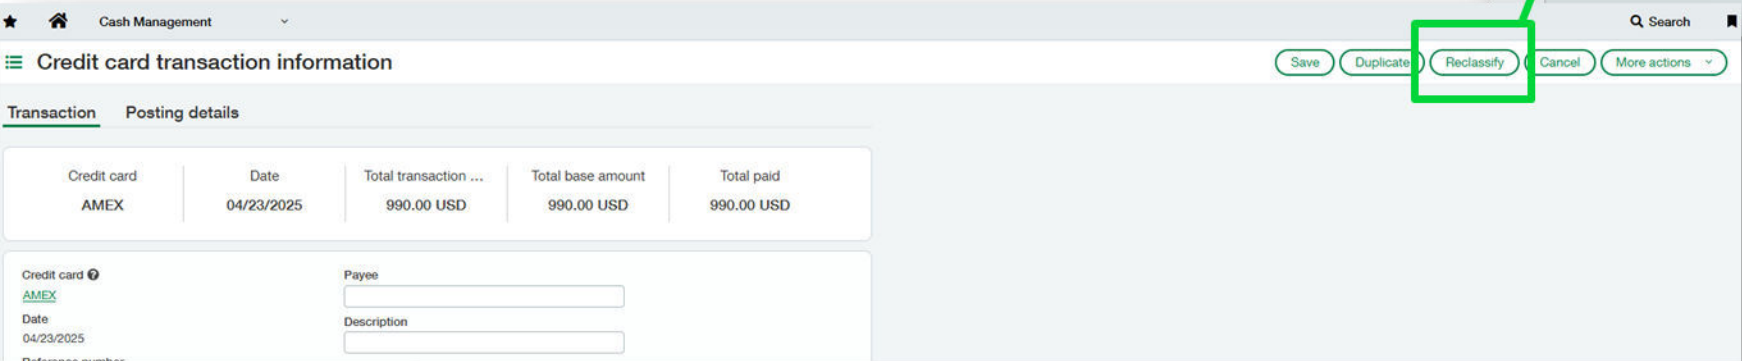 Cash Management
Search
Credit card transaction information
Save Duplicate Reclassify Cancel More actions
Transaction Posting details
Credit card Date Total transaction ... Total base amount Total paid
AMEX 04/23/2025 990.00 USD 990.00 USD 990.00 USD
Credit card Payee
AMEX
Date Description
04/23/2025
Reference number